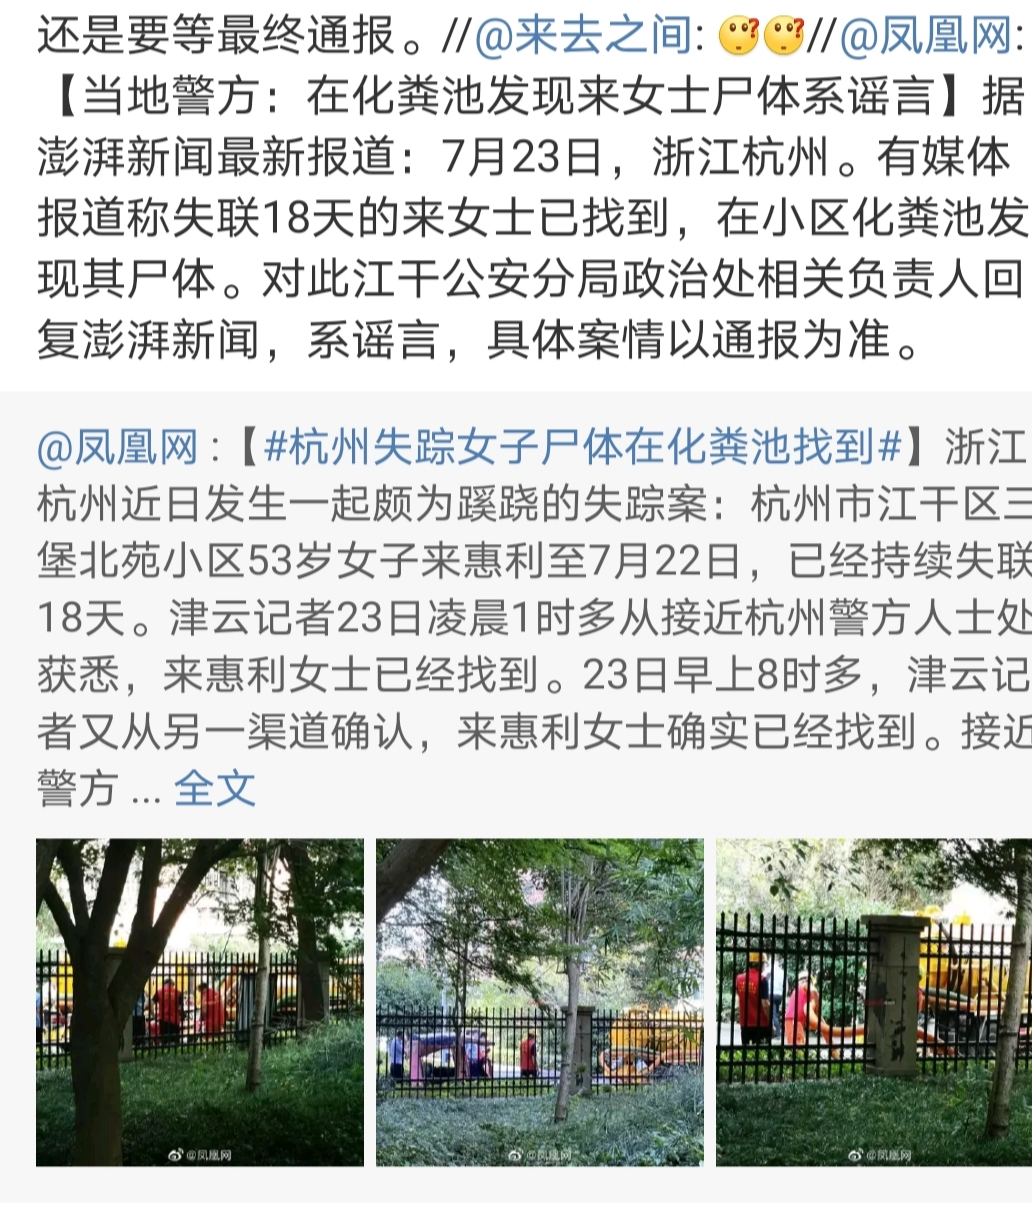 还是要等最终通报。//@来去之间: //@凤凰网:
【当地警方：在化粪池发现来女士尸体系谣言】据
澎湃新闻最新报道：7月23日，浙江杭州。有媒体
报道称失联18天的来女士已找到，在小区化粪池发
现其尸体。对此江干公安分局政治处相关负责人回
复澎湃新闻，系谣言，具体案情以通报为准。
@凤凰网 :【#杭州失踪女子尸体在化粪池找到#】浙江
杭州近日发生一起颇为蹊跷的失踪案：杭州市江干区三
堡北苑小区53岁女子来惠利至7月22日，已经持续失联
18天。津云记者23日凌晨1时多从接近杭州警方人士处
获悉，来惠利女士已经找到。23日早上8时多，津云记
者又从另一渠道确认，来惠利女士确实已经找到。接近
警方 ... 全文
@凤凰网
@凤凰网
@凤凰网